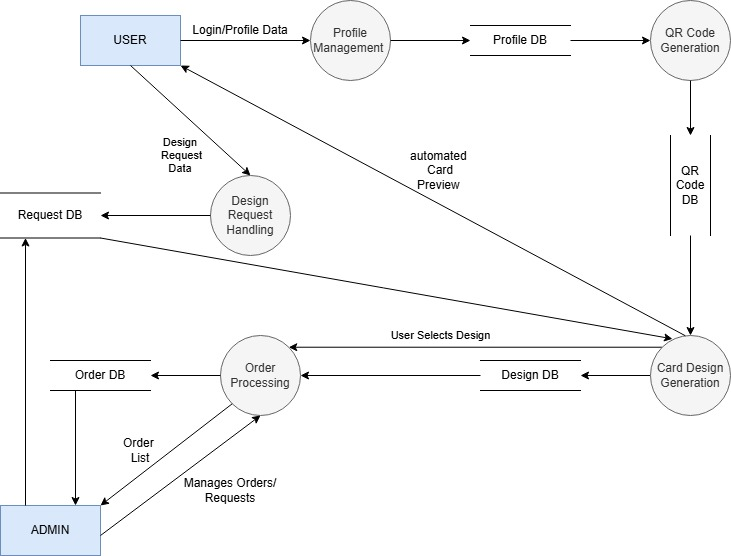 USER
Login/Profile Data
Profile
Management
Profile DB
QR Code
Generation
Design
Request
Data
automated
Card
Preview
QR
Code
DB
Request DB
Design
Request
Handling
User Selects Design
Order DB
Order
Processing
Design DB
Card Design
Generation
Order
List
Manages Orders/
Requests
ADMIN